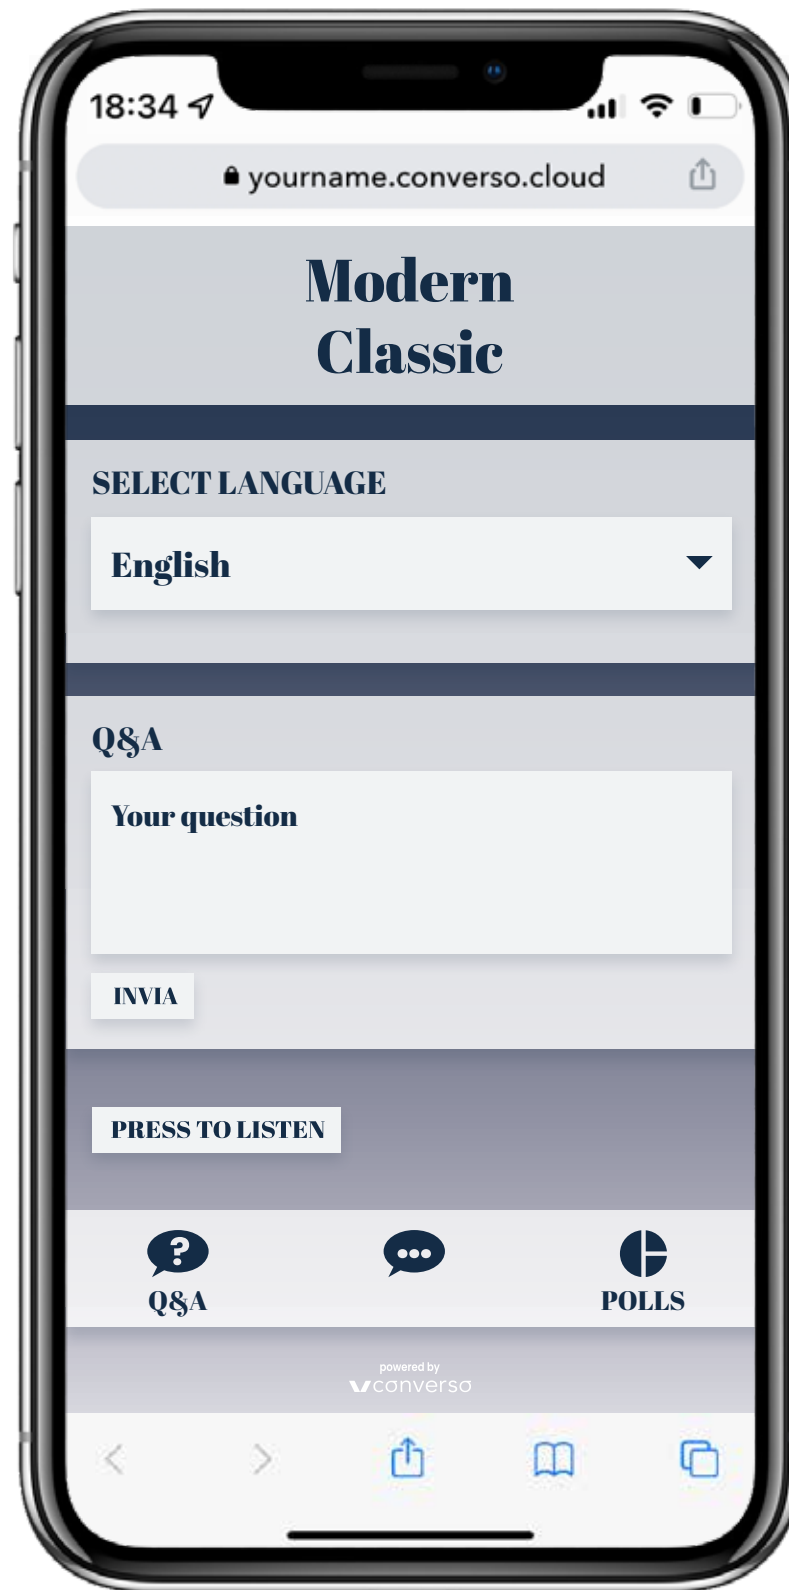 18:34
yourname.converso.cloud
Modern
Classic
SELECT LANGUAGE
English
Q&A
Your question
INVIA
PRESS TO LISTEN
?
Q&A
POLLS
powered by
converso